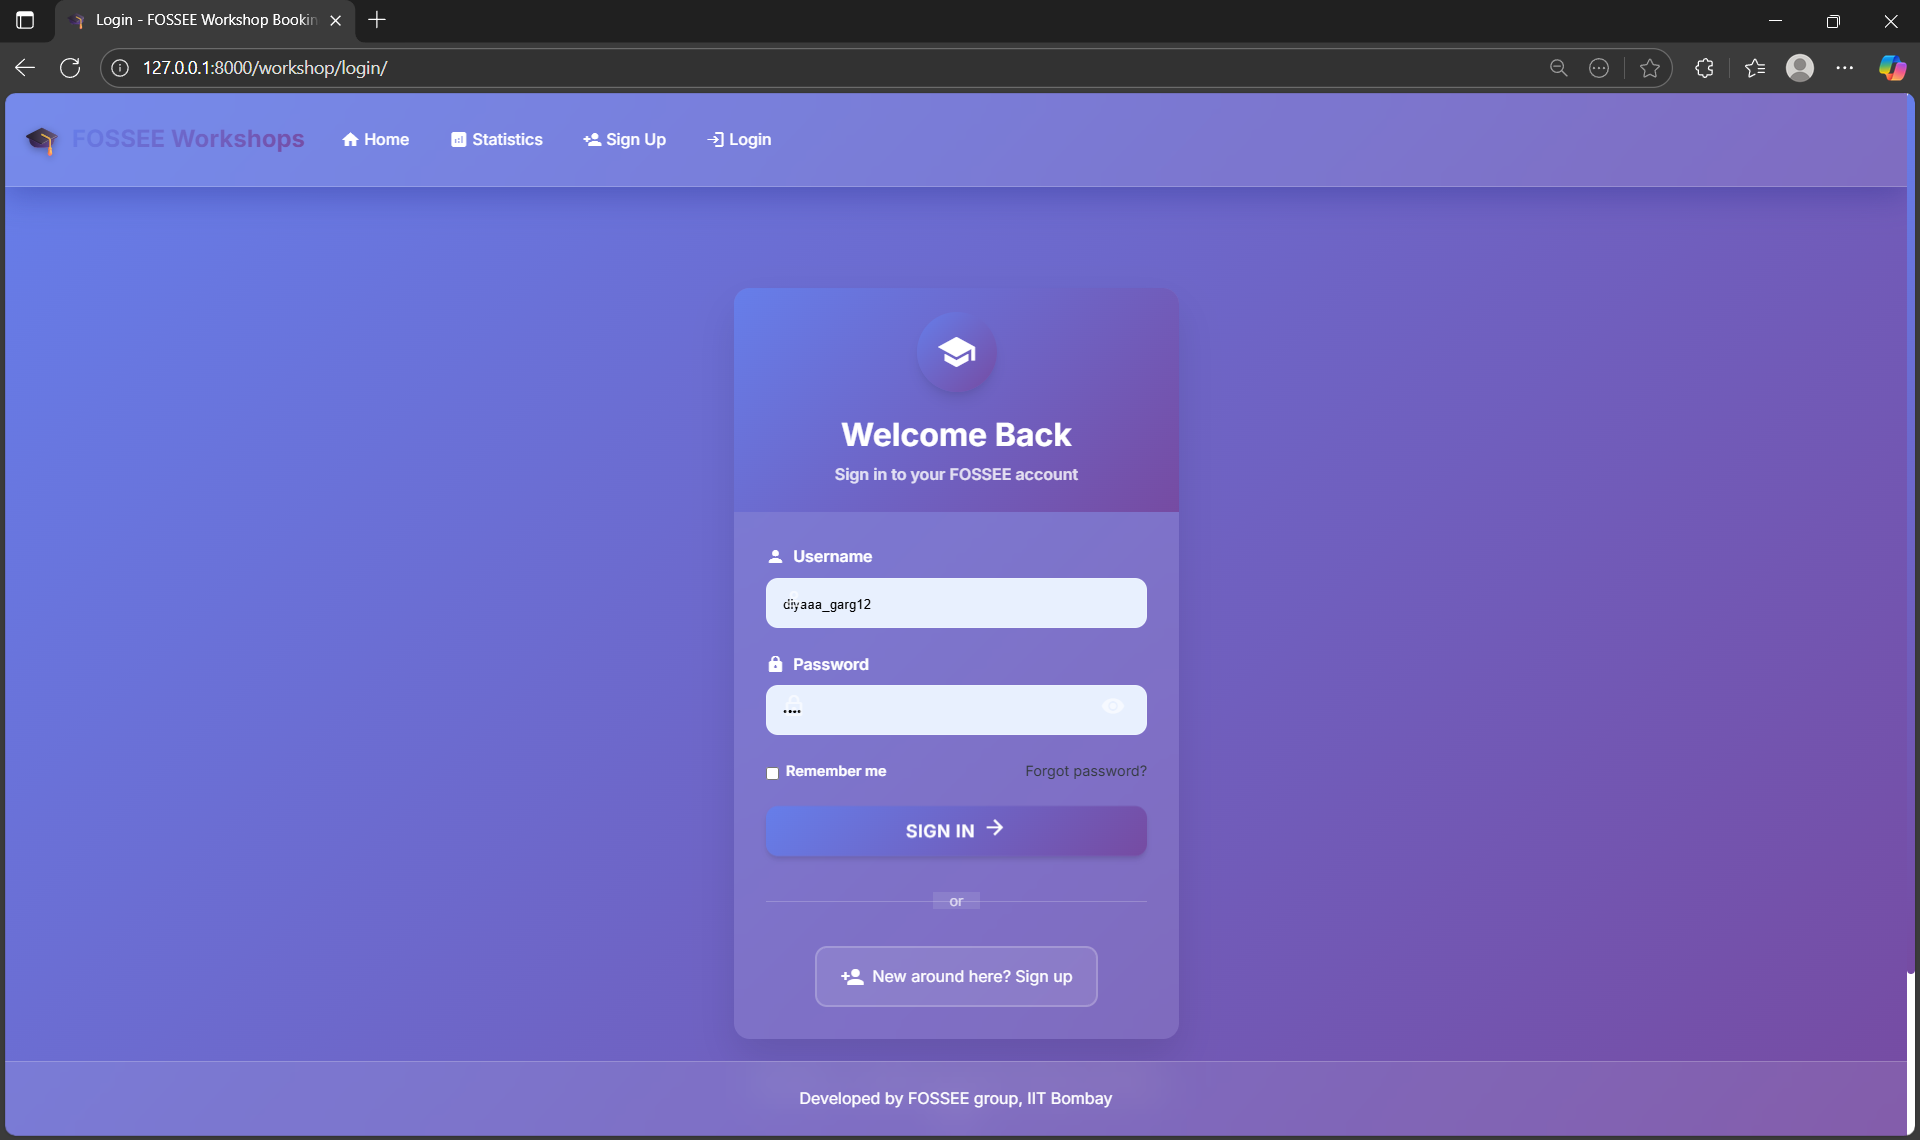 Login - FOSSEE Workshop Bookin
127.0.0.1:8000/workshop/login/
FOSSEE Workshops
Home
Statistics
Sign Up
Login
Welcome Back
Sign in to your FOSSEE account
Username
diyaaa_garg12
Password
••••
Remember me
Forgot password?
SIGN IN
or
New around here? Sign up
Developed by FOSSEE group, IIT Bombay